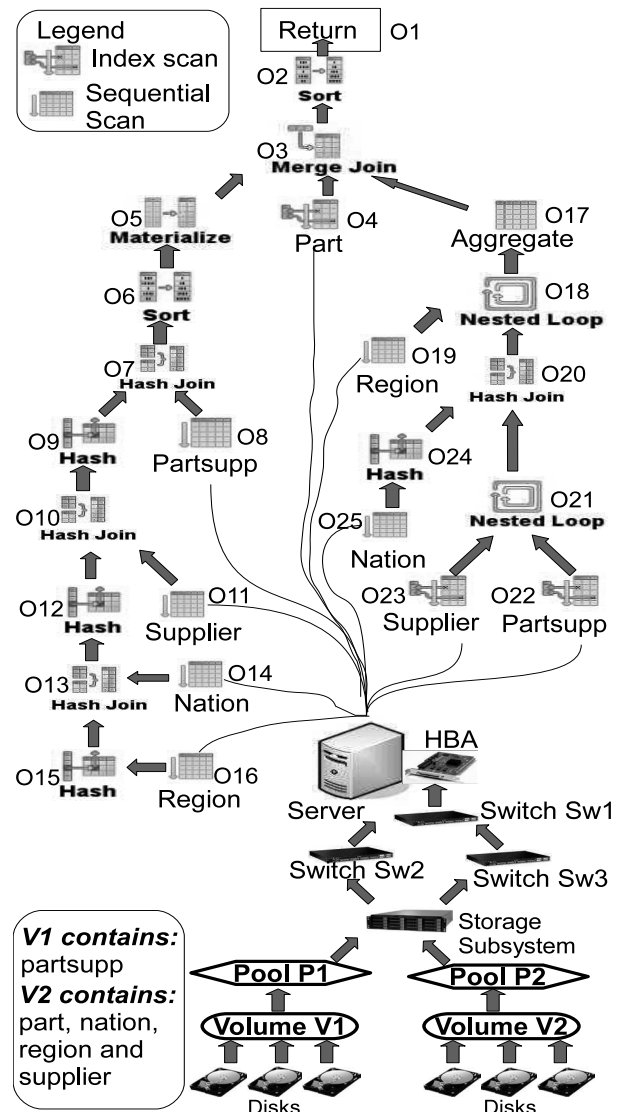 Legend
Index scan
Sequential
Scan
Return
O1
O2
Sort
O3
Merge Join
O4
Part
O5
Materialize
O6
Sort
O17
Aggregate
O18
Nested Loop
O7
Hash Join
O19
Region
O20
Hash Join
O9
Hash
O8
Partsupp
O24
Hash
O10
Hash Join
O25
Nation
O21
Nested Loop
O12
Hash
O11
Supplier
O23
Supplier
O22
Partsupp
O13
Hash Join
O14
Nation
O15
Hash
O16
Region
HBA
Server
Switch Sw1
Switch Sw2
Switch Sw3
Storage
Subsystem
V1 contains:
partsupp
V2 contains:
part, nation,
region and
supplier
Pool P1
Pool P2
Volume V1
Volume V2
Disks
Disks